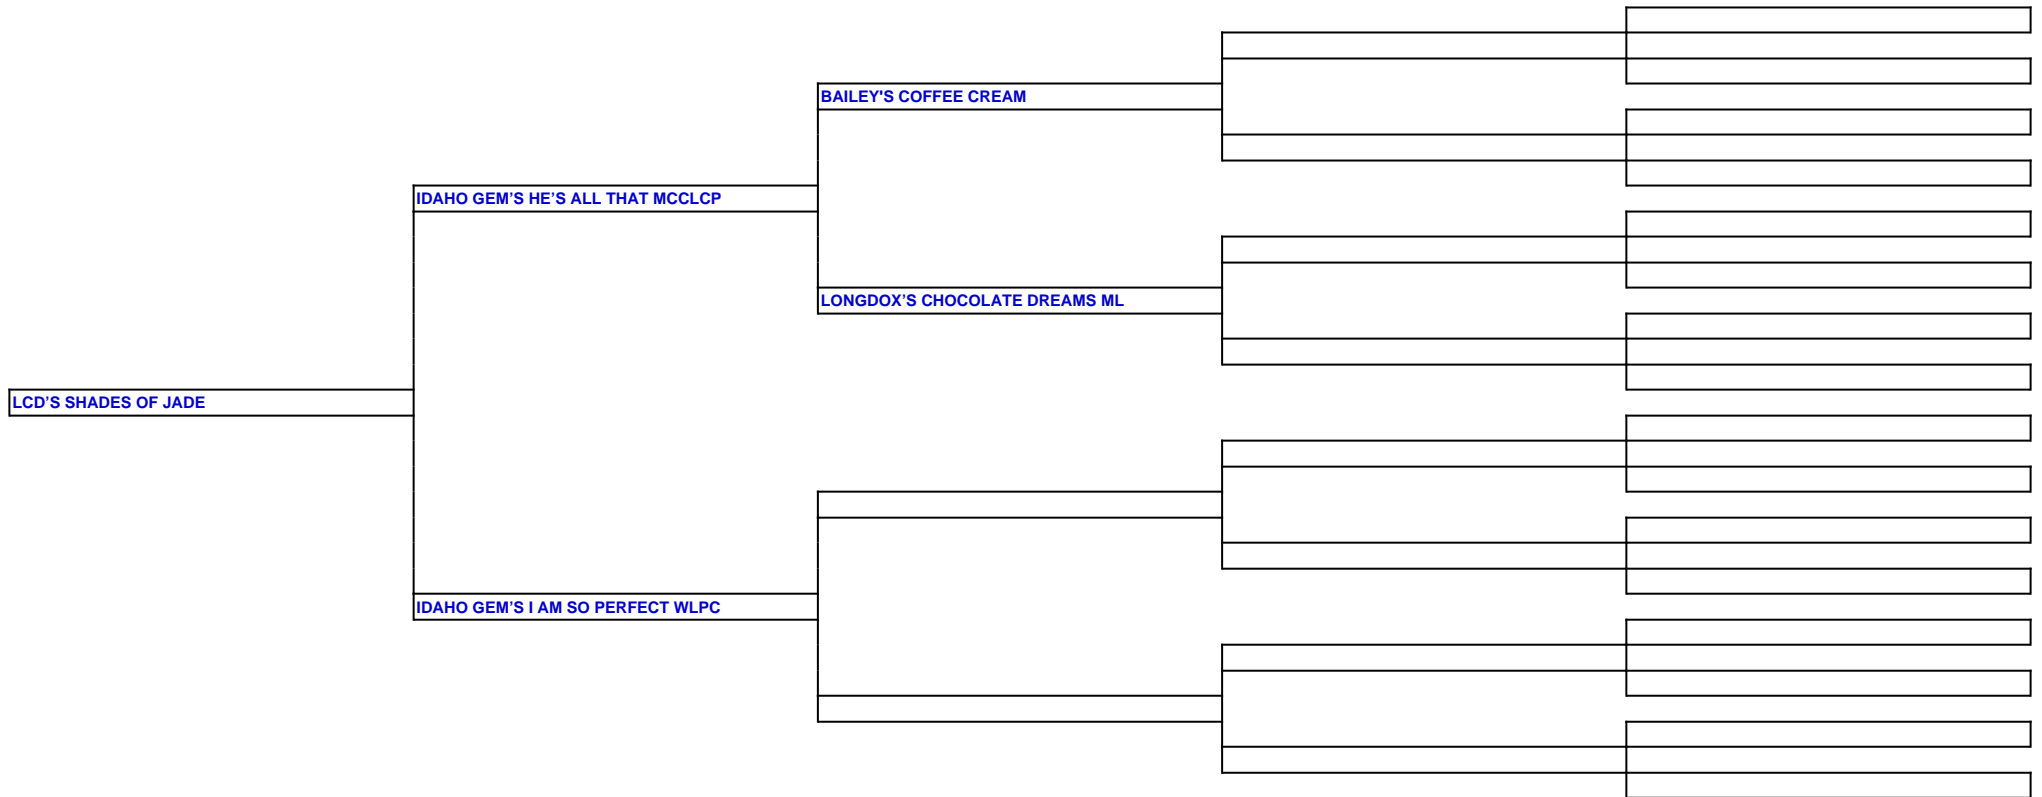 BAILEY'S COFFEE CREAM
IDAHO GEM’S HE’S ALL THAT MCCLCP
LONGDOX’S CHOCOLATE DREAMS ML
LCD’S SHADES OF JADE
IDAHO GEM’S I AM SO PERFECT WLPC